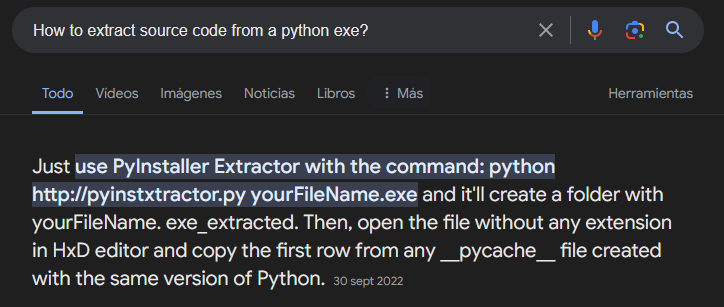 How to extract source code from a python exe?
Todo Videos Imágenes Noticias Libros Más Herramientas
Just use PyInstaller Extractor with the command: python
http://pyinstxtractor.py yourFileName.exe and it'll create a folder with
yourFileName. exe_extracted. Then, open the file without any extension
in HxD editor and copy the first row from any __pycache__ file created
with the same version of Python. 30 sept 2022